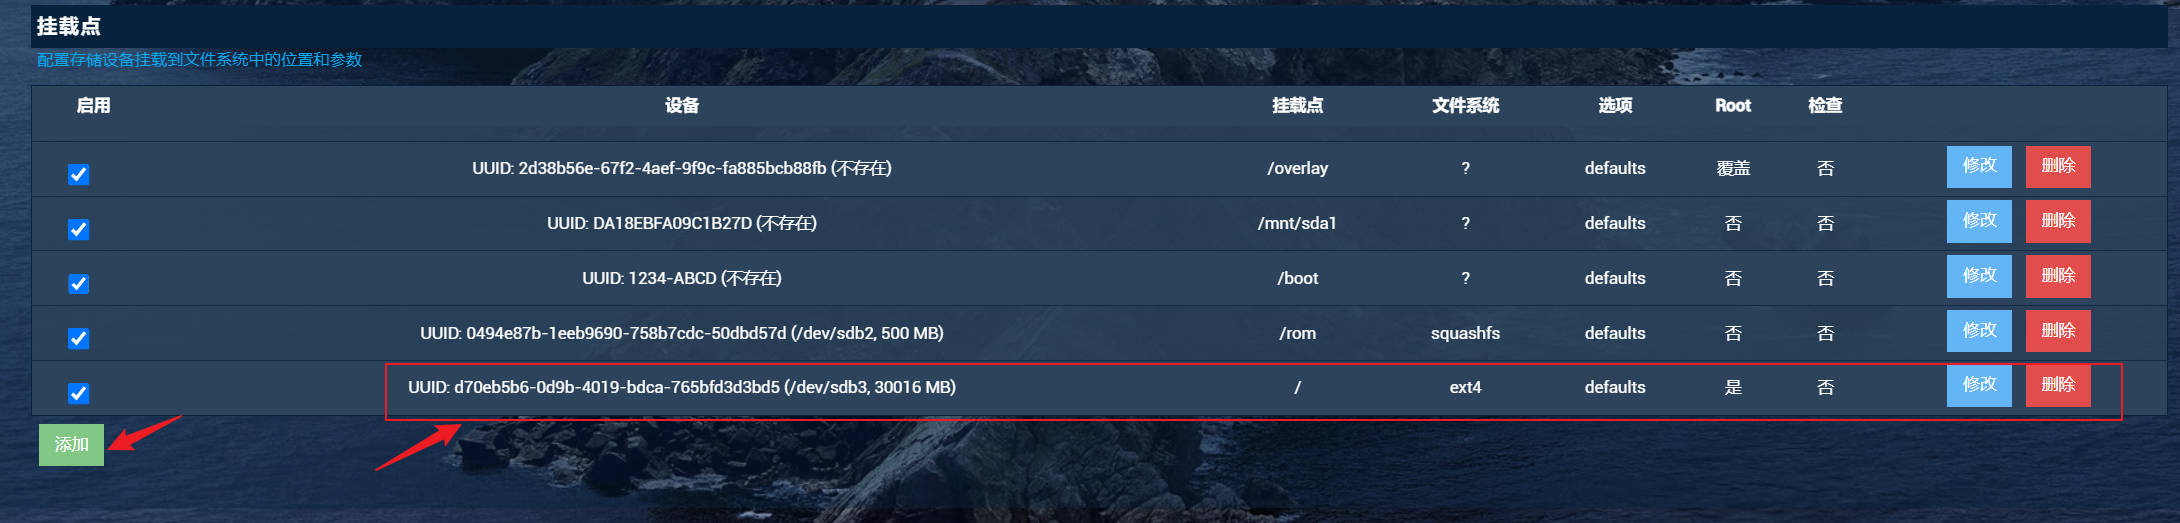 挂载点
配置存储设备挂载到文件系统中的位置和参数
启用 设备 挂载点 文件系统 选项 Root 检查
UUID: 2d38b56e-67f2-4aef-9f9c-fa885bcb88fb (不存在) /overlay ? defaults 覆盖 否 修改 删除
UUID: DA18EBFA09C1B27D (不存在) /mnt/sda1 ? defaults 否 否 修改 删除
UUID: 1234-ABCD (不存在) /boot ? defaults 否 否 修改 删除
UUID: 0494e87b-1eeb9690-758b7cdc-50dbd57d (/dev/sdb2, 500 MB) /rom squashfs defaults 否 否 修改 删除
UUID: d70eb5b6-0d9b-4019-bdca-765bfd3d3bd5 (/dev/sdb3, 30016 MB) / ext4 defaults 是 否 修改 删除
添加